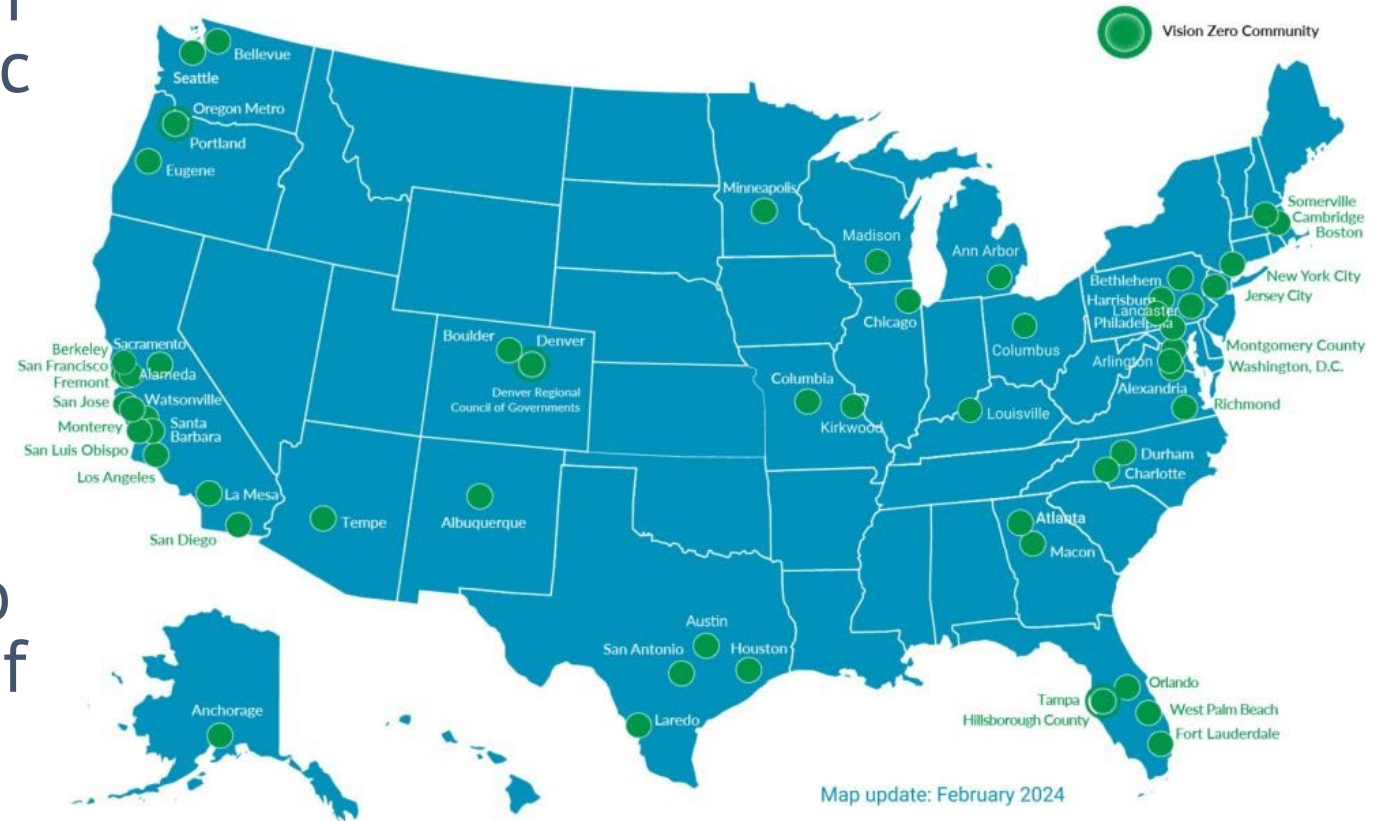 c
f
Vision Zero Community
Bellevue
Seattle
Oregon Metro
Portland
Eugene
Minneapolis
Madison
Ann Arbor
Somerville
Cambridge
Boston
New York City
Jersey City
Bethlehem
Harrisburg
Lancaster
Philadelphia
Chicago
Columbus
Montgomery County
Washington, D.C.
Arlington
Alexandria
Richmond
Boulder
Denver
Denver Regional
Council of Governments
Berkeley
Sacramento
San Francisco
Alameda
Fremont
San Jose
Watsonville
Monterey
Santa
Barbara
San Luis Obispo
Los Angeles
La Mesa
San Diego
Tempe
Albuquerque
Columbia
Kirkwood
Louisville
Durham
Charlotte
Atlanta
Macon
Austin
San Antonio
Houston
Laredo
Anchorage
Orlando
Tampa
Hillsborough County
West Palm Beach
Fort Lauderdale
Map update: February 2024